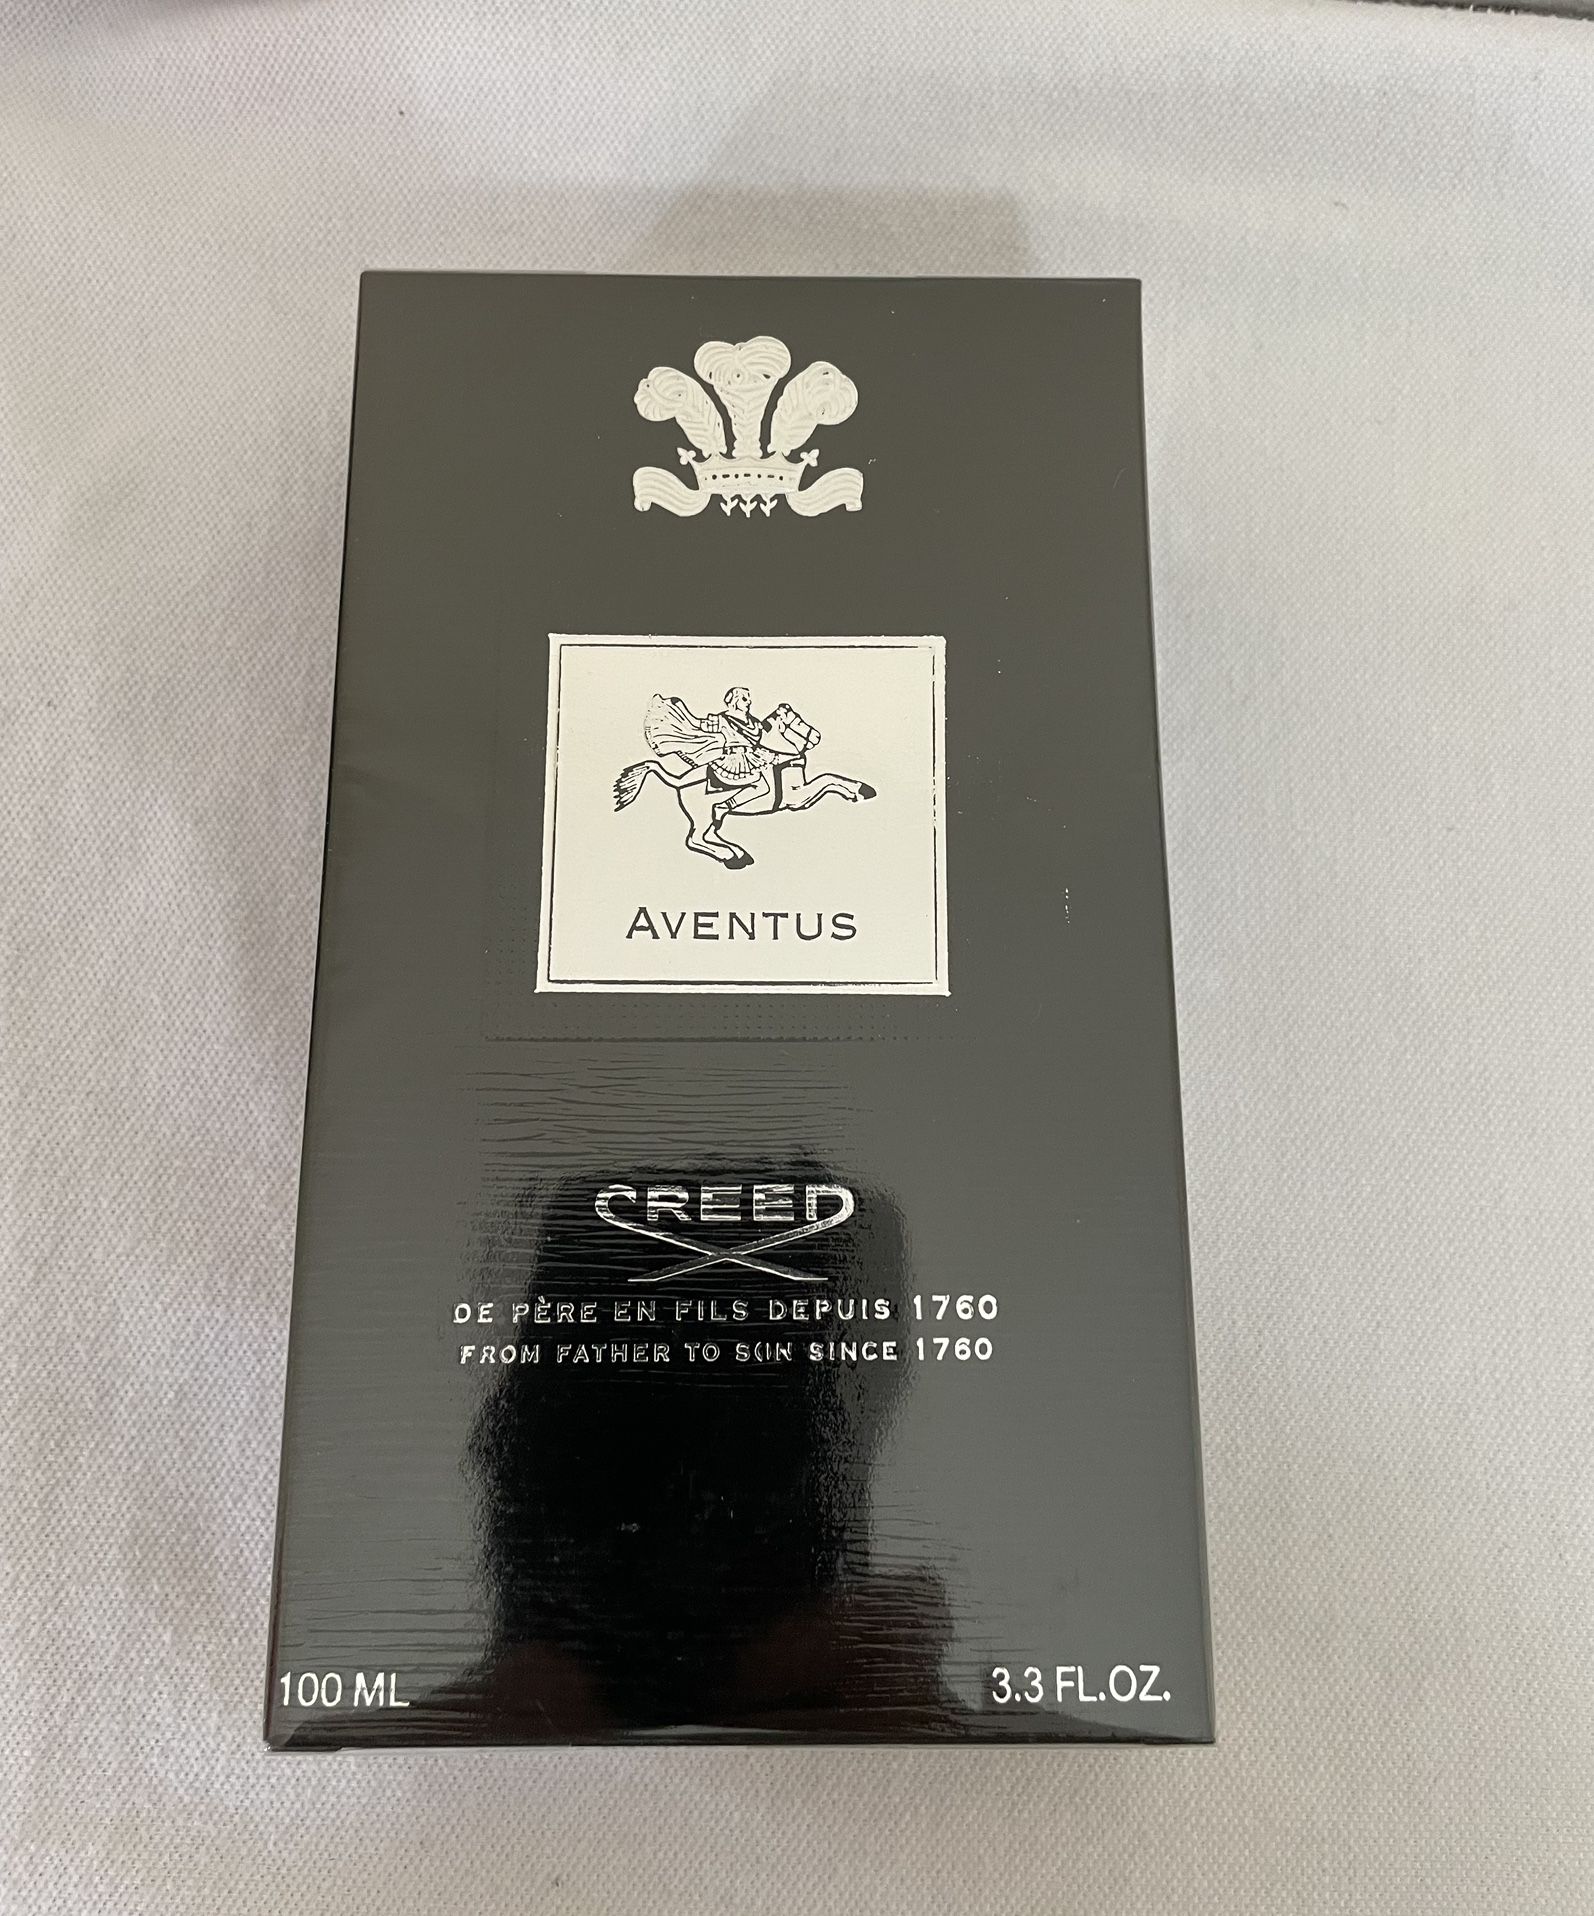 AVENTUS
CREED
DE PÈRE EN FILS DEPUIS 1760
FROM FATHER TO SON SINCE 1760
100 ML
3.3 FL.OZ.